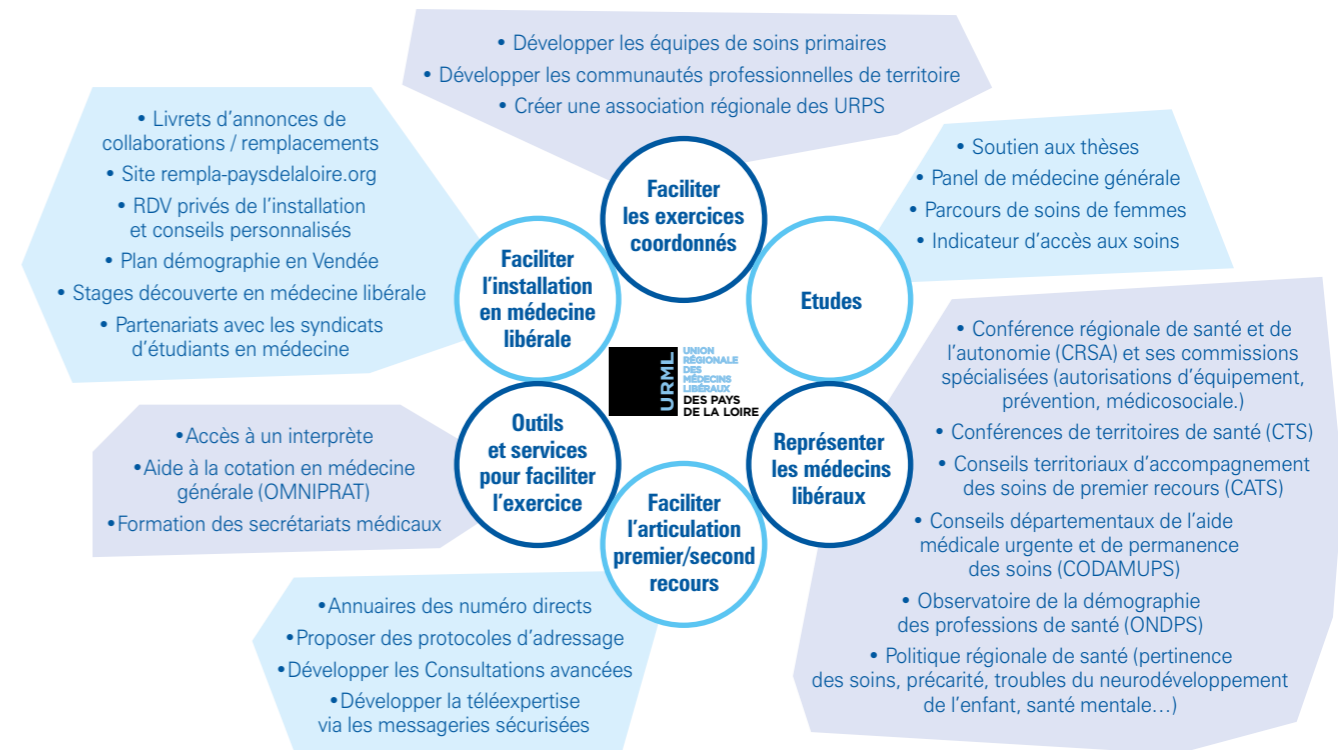 • Développer les équipes de soins primaires
• Développer les communautés professionnelles de territoire
• Créer une association régionale des URPS
Faciliter
les exercices
coordonnés
• Soutien aux thèses
• Panel de médecine générale
• Parcours de soins de femmes
• Indicateur d'accès aux soins
Etudes
• Conférence régionale de santé et de
l'autonomie (CRSA) et ses commissions
spécialisées (autorisations d'équipement,
prévention, médicosociale.)
• Conférences de territoires de santé (CTS)
• Conseils territoriaux d'accompagnement
des soins de premier recours (CATS)
• Conseils départementaux de l'aide
médicale urgente et de permanence
des soins (CODAMUPS)
• Observatoire de la démographie
des professions de santé (ONDPS)
• Politique régionale de santé (pertinence
des soins, précarité, troubles du neurodéveloppement
de l'enfant, santé mentale…)
Représenter
les médecins
libéraux
Faciliter
l'articulation
premier/second
recours
•Annuaires des numéro directs
•Proposer des protocoles d'adressage
•Développer les Consultations avancées
•Développer la téléexpertise
via les messageries sécurisées
Outils
et services
pour faciliter
l'exercice
•Accès à un interprète
•Aide à la cotation en médecine
générale (OMNIPRAT)
•Formation des secrétariats médicaux
Faciliter
l'installation
en médecine
libérale
• Livrets d'annonces de
collaborations / remplacements
• Site rempla-paysdelaloire.org
• RDV privés de l'installation
et conseils personnalisés
• Plan démographie en Vendée
• Stages découverte en médecine libérale
• Partenariats avec les syndicats
d'étudiants en médecine
URML
UNION
RÉGIONALE
DES
MÉDECINS
LIBÉRAUX
DES PAYS
DE LA LOIRE